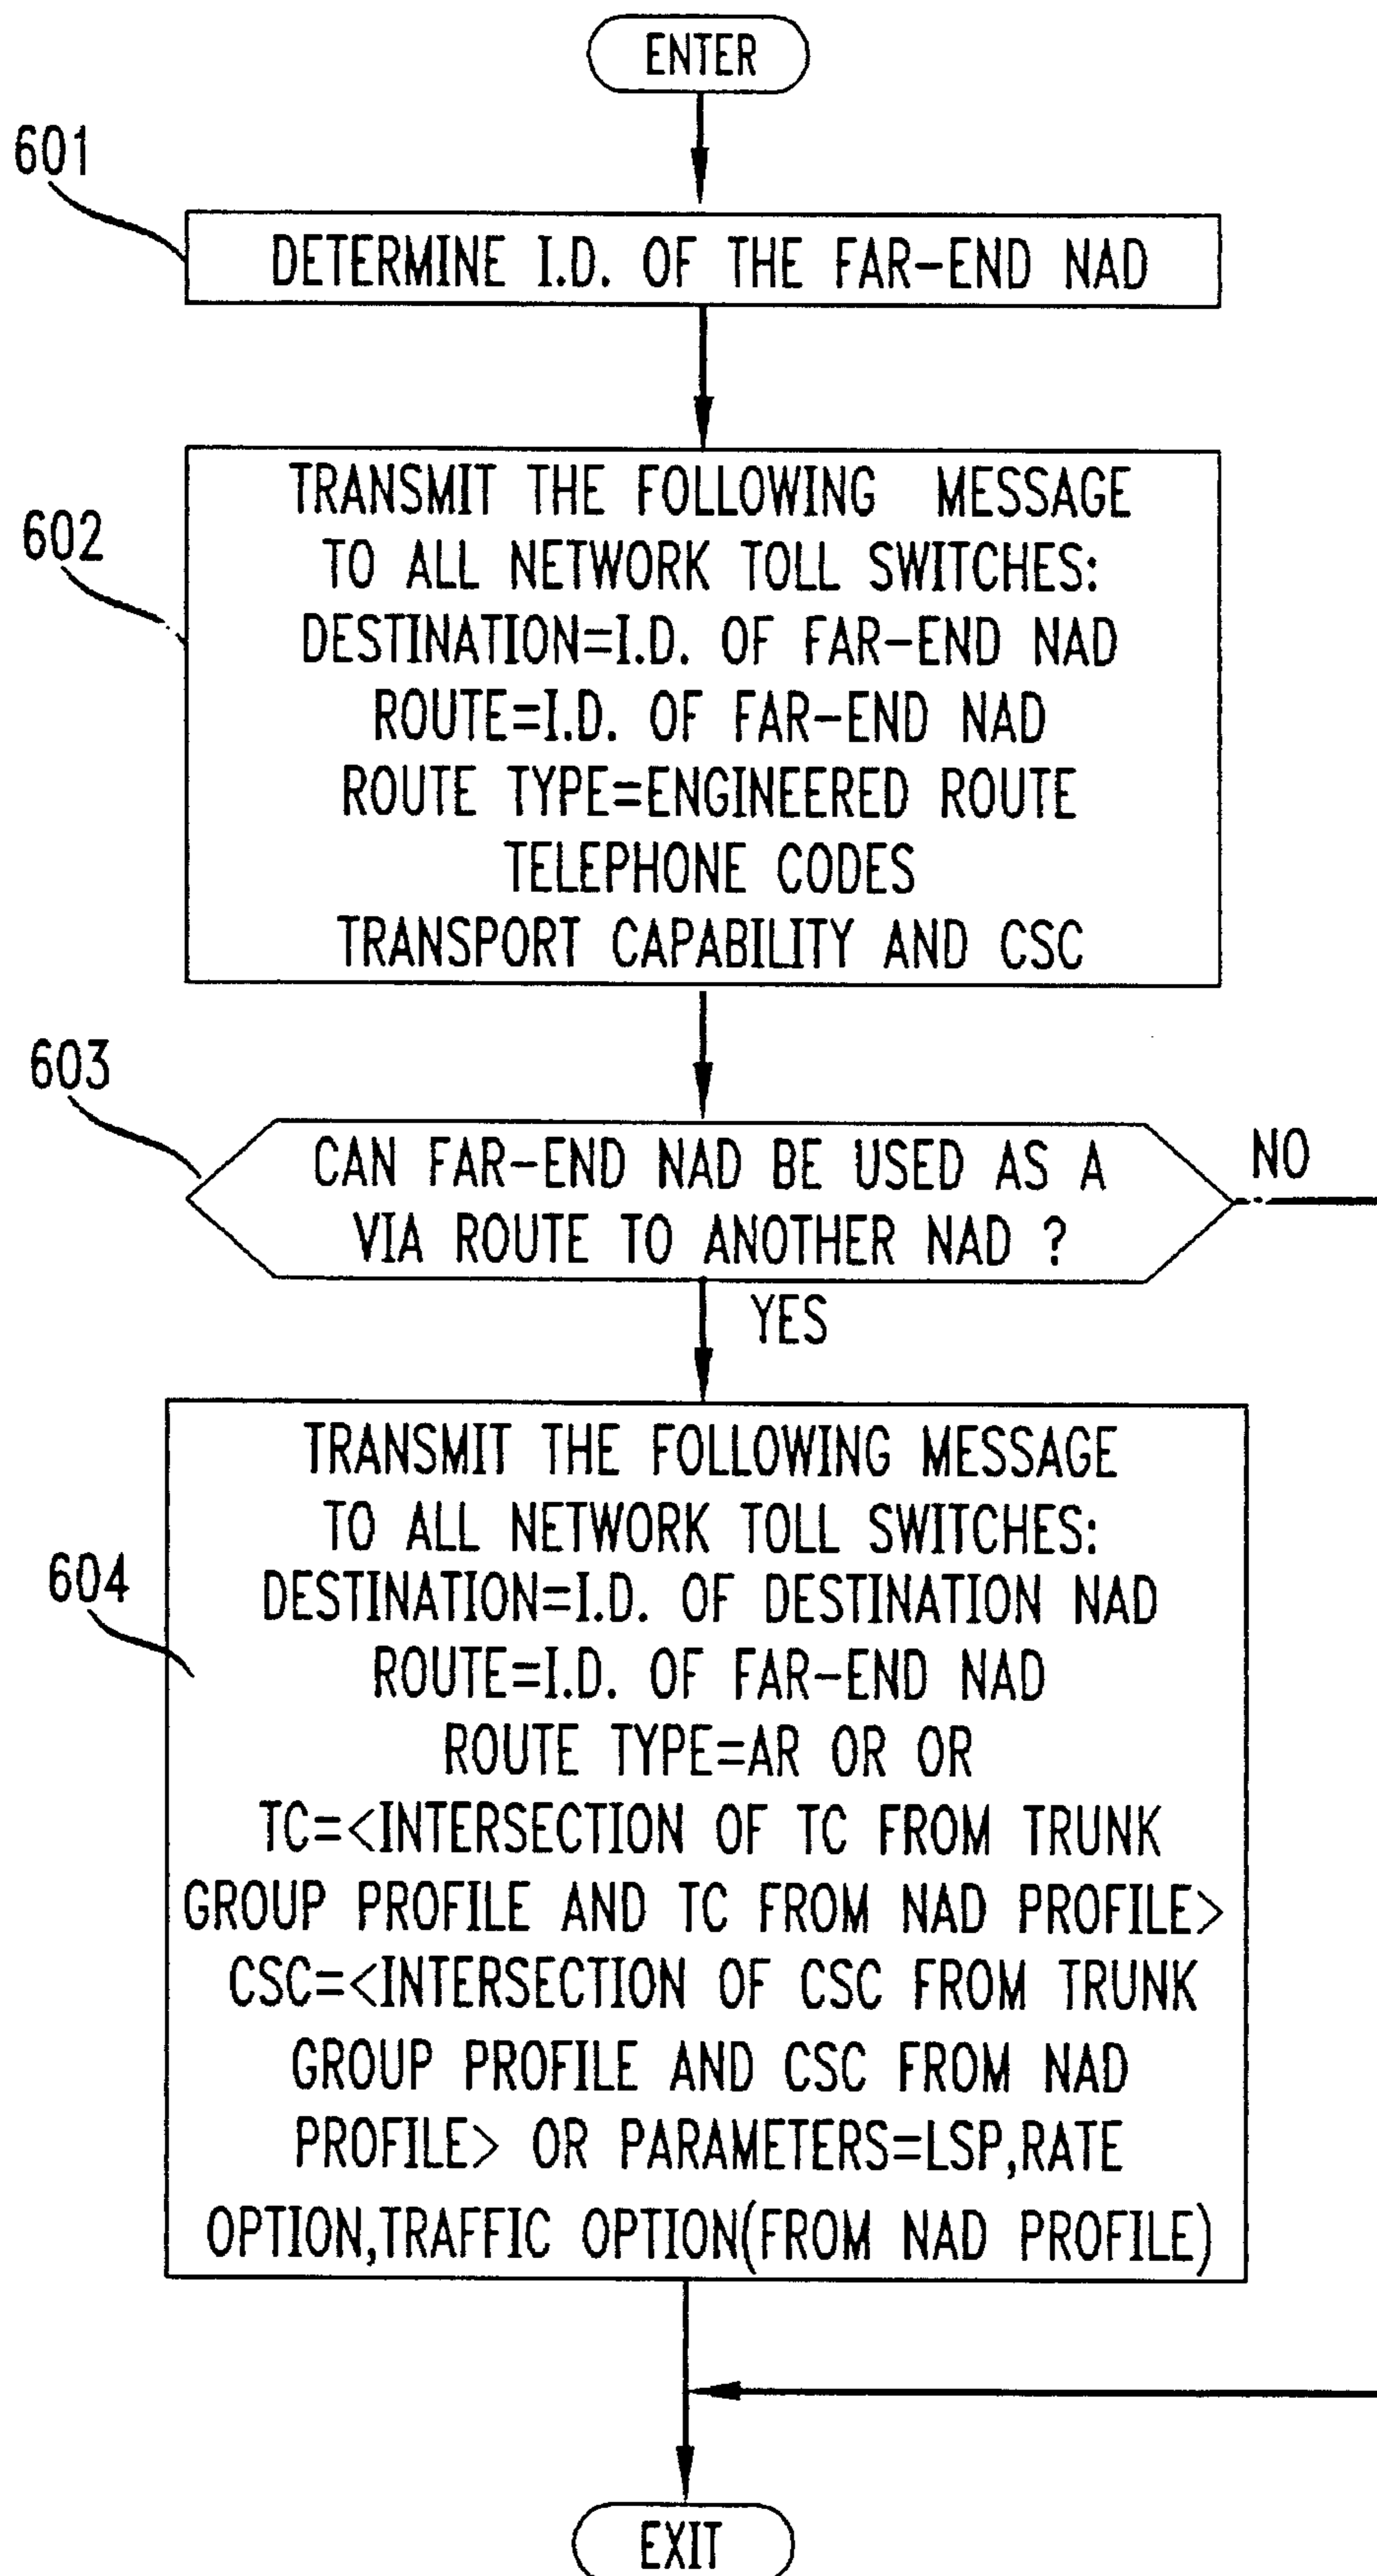 ENTER
601
DETERMINE I.D. OF THE FAR-END NAD
602
TRANSMIT THE FOLLOWING MESSAGE
TO ALL NETWORK TOLL SWITCHES:
DESTINATION=I.D. OF FAR-END NAD
ROUTE=I.D. OF FAR-END NAD
ROUTE TYPE=ENGINEERED ROUTE
TELEPHONE CODES
TRANSPORT CAPABILITY AND CSC
603
CAN FAR-END NAD BE USED AS A
VIA ROUTE TO ANOTHER NAD ?
NO
YES
604
TRANSMIT THE FOLLOWING MESSAGE
TO ALL NETWORK TOLL SWITCHES:
DESTINATION=I.D. OF DESTINATION NAD
ROUTE=I.D. OF FAR-END NAD
ROUTE TYPE=AR OR OR
TC=<INTERSECTION OF TC FROM TRUNK
GROUP PROFILE AND TC FROM NAD PROFILE>
CSC=<INTERSECTION OF CSC FROM TRUNK
GROUP PROFILE AND CSC FROM NAD
PROFILE> OR PARAMETERS=LSP,RATE
OPTION,TRAFFIC OPTION(FROM NAD PROFILE)
EXIT